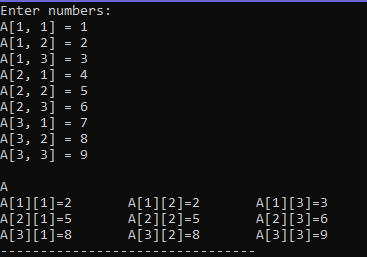 Enter numbers:
A[1, 1] = 1
A[1, 2] = 2
A[1, 3] = 3
A[2, 1] = 4
A[2, 2] = 5
A[2, 3] = 6
A[3, 1] = 7
A[3, 2] = 8
A[3, 3] = 9

A
A[1][1]=2 A[1][2]=2 A[1][3]=3
A[2][1]=5 A[2][2]=5 A[2][3]=6
A[3][1]=8 A[3][2]=8 A[3][3]=9
--------------------------------